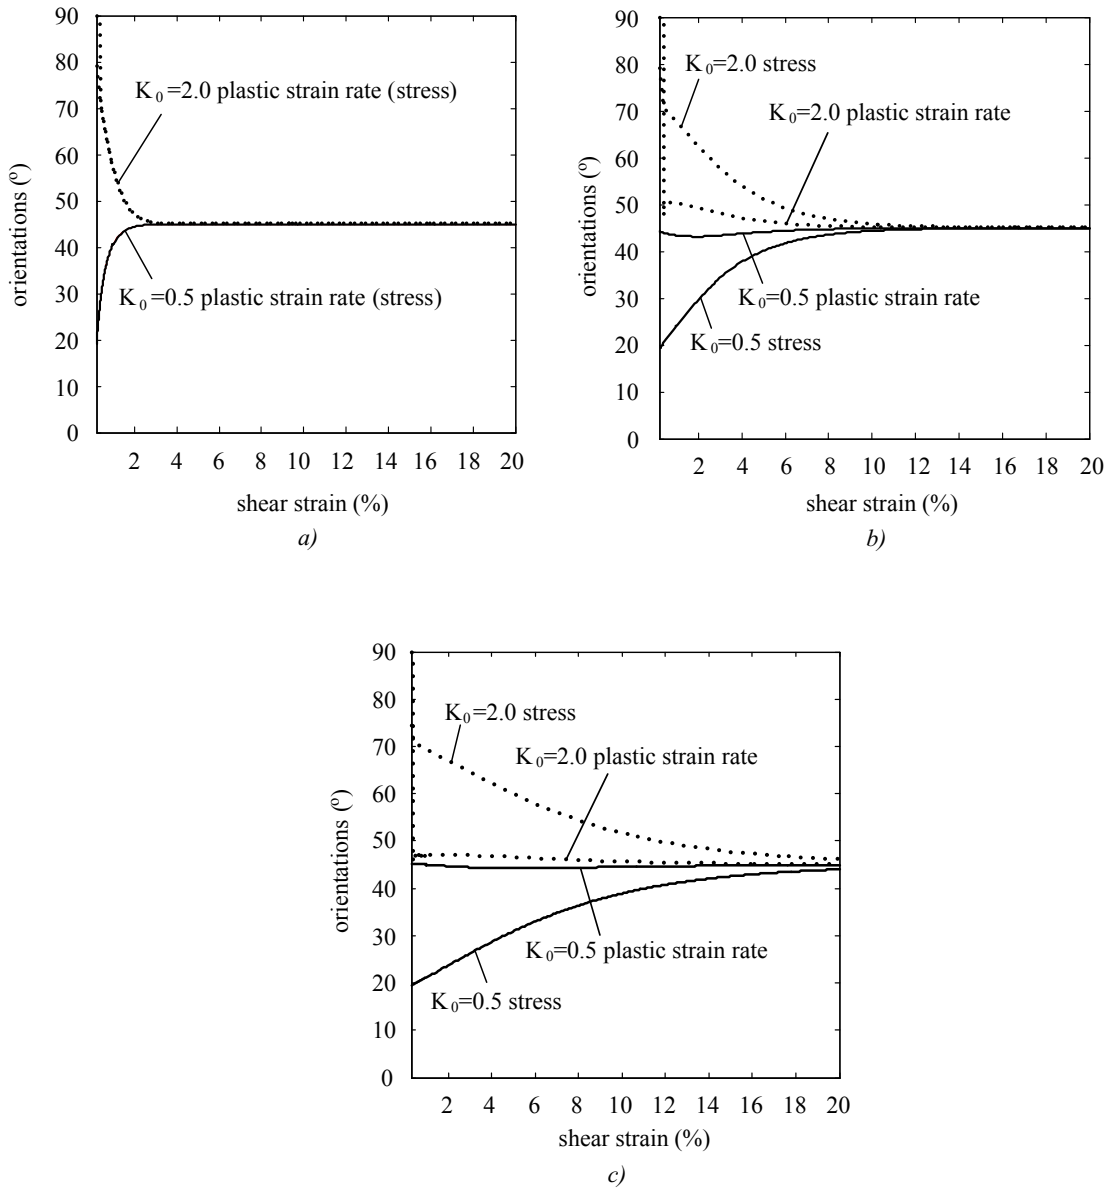 90
80
K0=2.0 plastic strain rate (stress)
70
60
50
orientations (º)
40
30
K0=0.5 plastic strain rate (stress)
20
10
0
2 4 6 8 10 12 14 16 18 20
shear strain (%)
a)
90
K0=2.0 stress
80
K0=2.0 plastic strain rate
70
60
50
orientations (º)
40
30
K0=0.5 plastic strain rate
K0=0.5 stress
20
10
0
2 4 6 8 10 12 14 16 18 20
shear strain (%)
b)
90
80
K0=2.0 stress
K0=2.0 plastic strain rate
70
60
50
orientations (º)
40
30
K0=0.5 plastic strain rate
20
K0=0.5 stress
10
0
2 4 6 8 10 12 14 16 18 20
shear strain (%)
c)